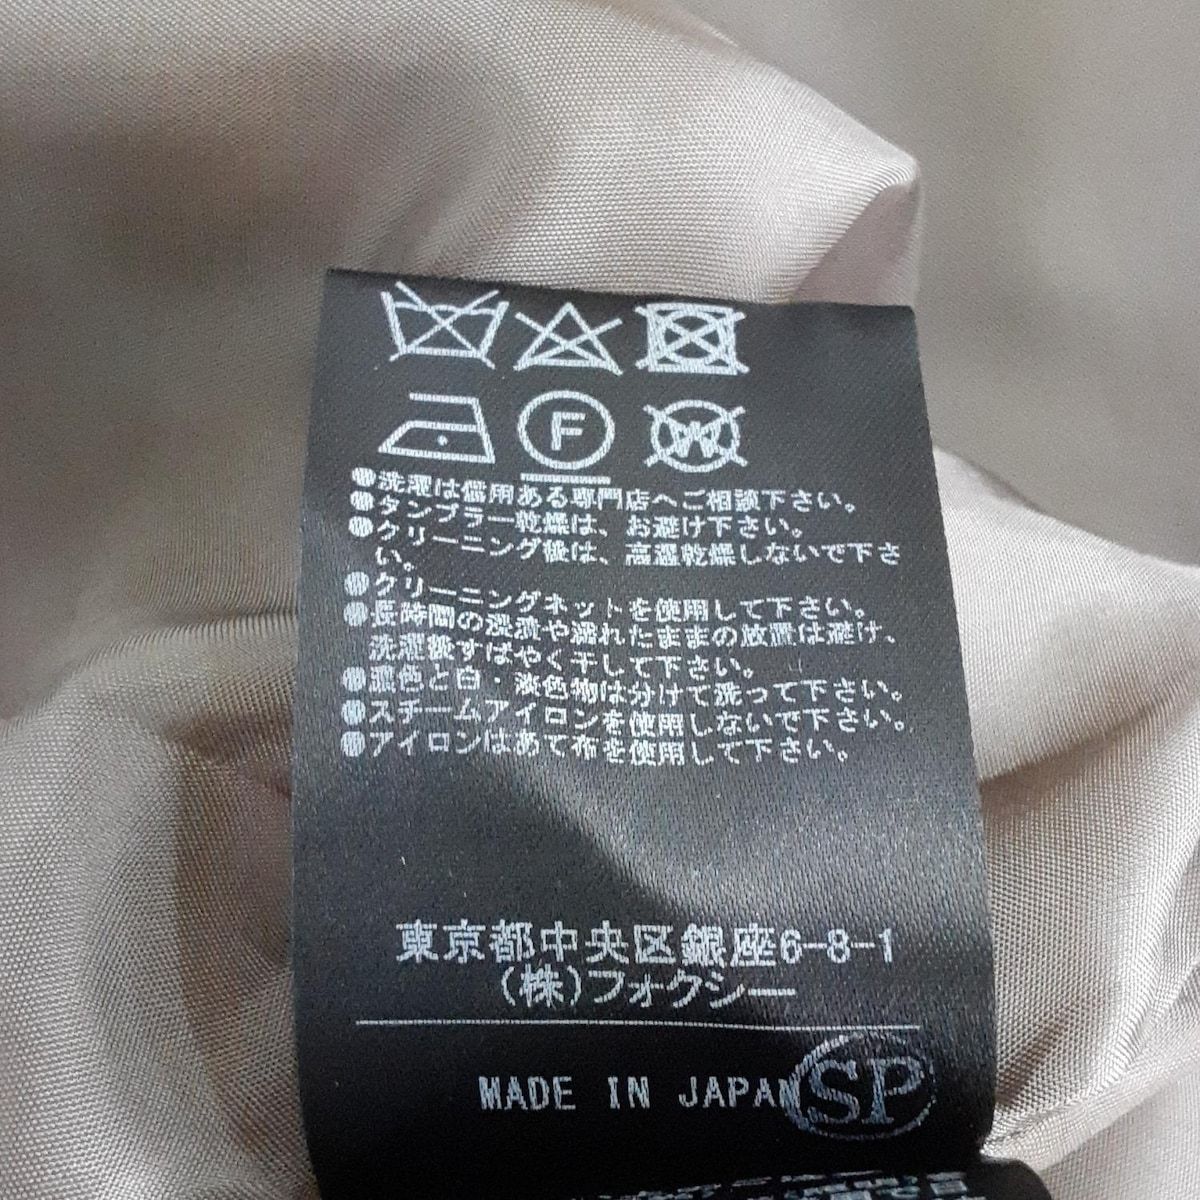 F
W
●洗濯は信用ある専門店へご相談下さい。
●タンブラー乾燥は、お避け下さい。
●クリーニング後は、高温乾燥しないで下さ
い。
●クリーニングネットを使用して下さい。
●長時間の浸漬や濡れたままの放置は避け、
洗濯後すばやく干して下さい。
●濃色と白・淡色物は分けて洗って下さい。
●スチームアイロンを使用しないで下さい。
●アイロンはあて布を使用して下さい。
東京都中央区銀座6-8-1
(株)フォクシー
MADE IN JAPAN
SP